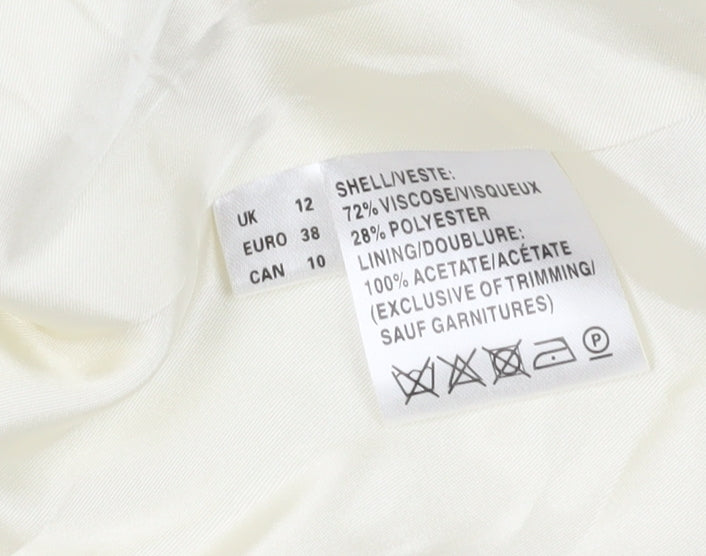 UK 12
EURO 38
CAN 10
SHELL/VESTE:
72% VISCOSE/VISQUEUX
28% POLYESTER
LINING/DOUBLURE:
100% ACETATE/ACÉTATE
(EXCLUSIVE OF TRIMMING/
SAUF GARNITURES)
P